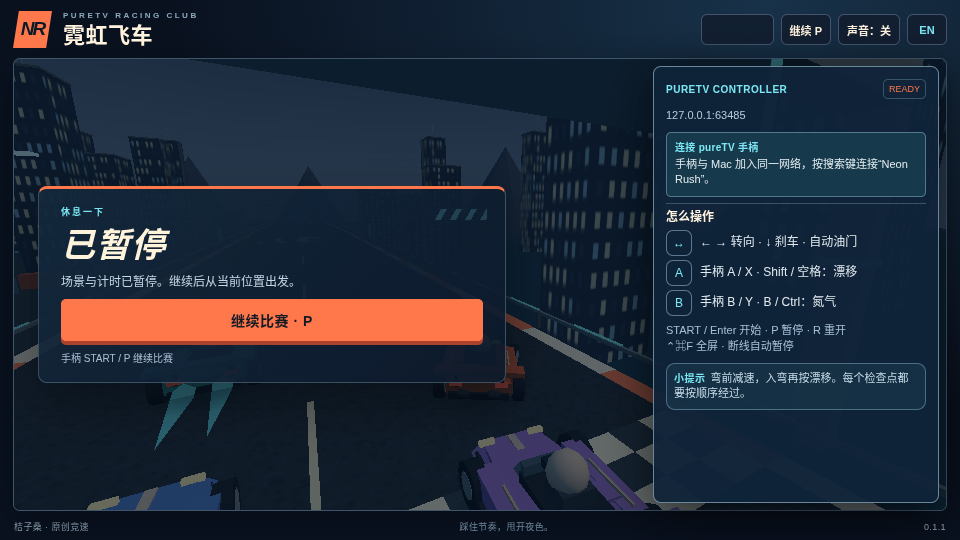 NR
PURETV RACING CLUB
霓虹飞车
继续 P
声音：关
EN
休息一下
已暂停
场景与计时已暂停。继续后从当前位置出发。
继续比赛 · P
手柄 START / P 继续比赛
PURETV CONTROLLER
READY
127.0.0.1:63485
连接 pureTV 手柄
手柄与 Mac 加入同一网络，按搜索键连接“Neon
Rush”。
怎么操作
↔ ← → 转向 · ↓ 刹车 · 自动油门
A 手柄 A / X · Shift / 空格：漂移
B 手柄 B / Y · B / Ctrl：氮气
START / Enter 开始 · P 暂停 · R 重开
⌃⌘F 全屏 · 断线自动暂停
小提示 弯前减速，入弯再按漂移。每个检查点都
要按顺序经过。
桔子桑 · 原创竞速
踩住节奏，甩开夜色。
0.1.1